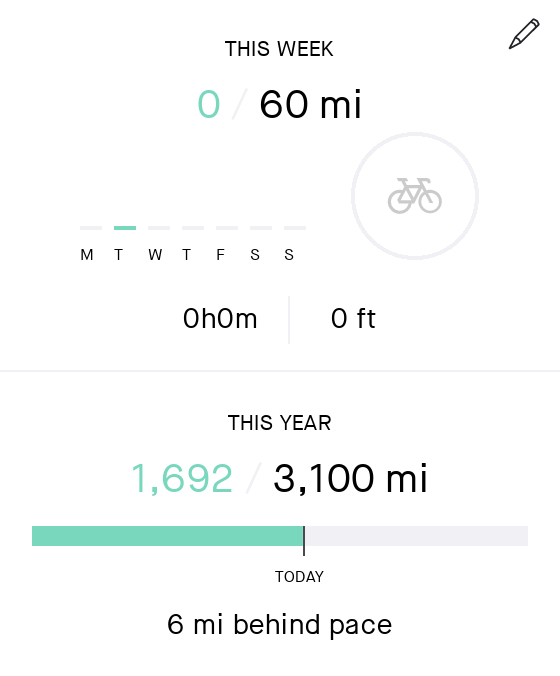 THIS WEEK
0 / 60 mi
M T W T F S S
0h0m 0 ft
THIS YEAR
1,692 / 3,100 mi
TODAY
6 mi behind pace